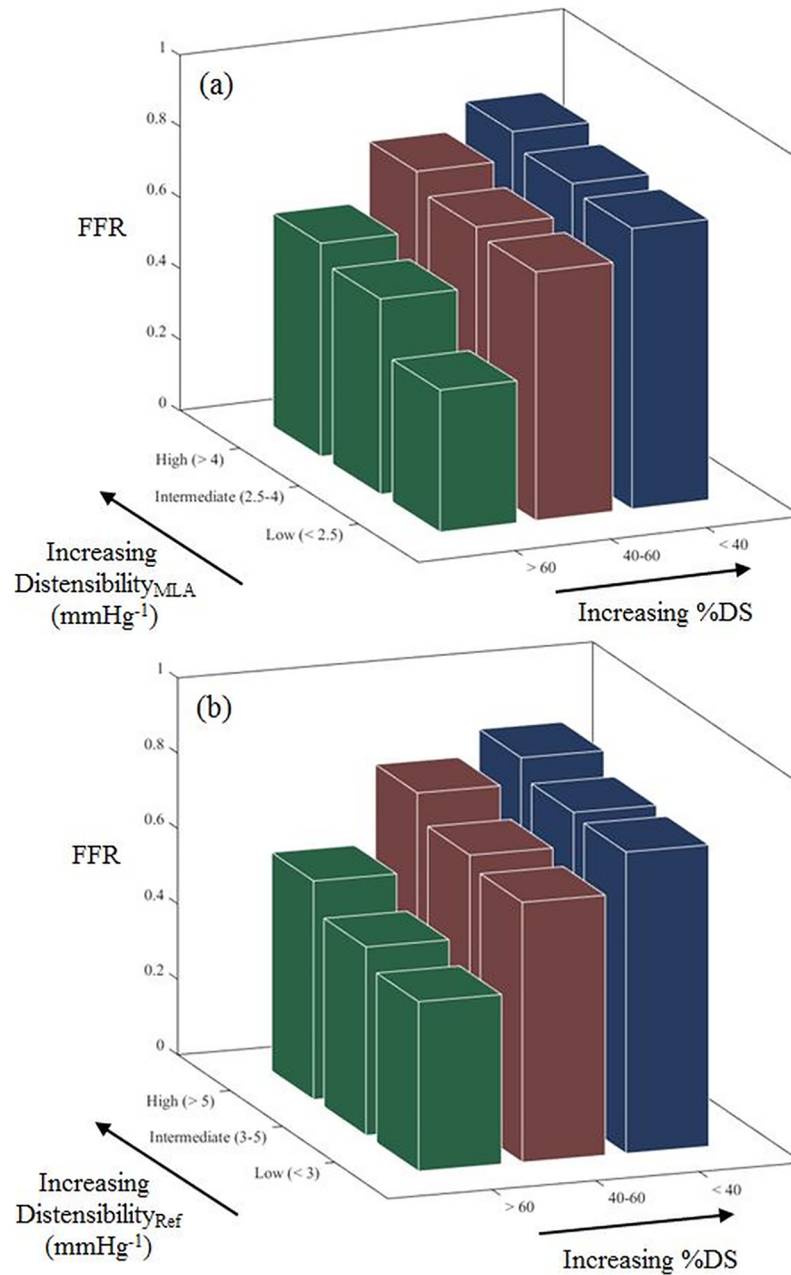 (a)
1
0.8
0.6
FFR
0.4
0.2
0
High (> 4)
Intermediate (2.5-4)
Low (< 2.5)
Increasing
Distensibility_MLA
(mmHg⁻¹)
> 60
40-60
< 40
Increasing %DS
(b)
1
0.8
0.6
FFR
0.4
0.2
0
High (> 5)
Intermediate (3-5)
Low (< 3)
Increasing
Distensibility_Ref
(mmHg⁻¹)
> 60
40-60
< 40
Increasing %DS